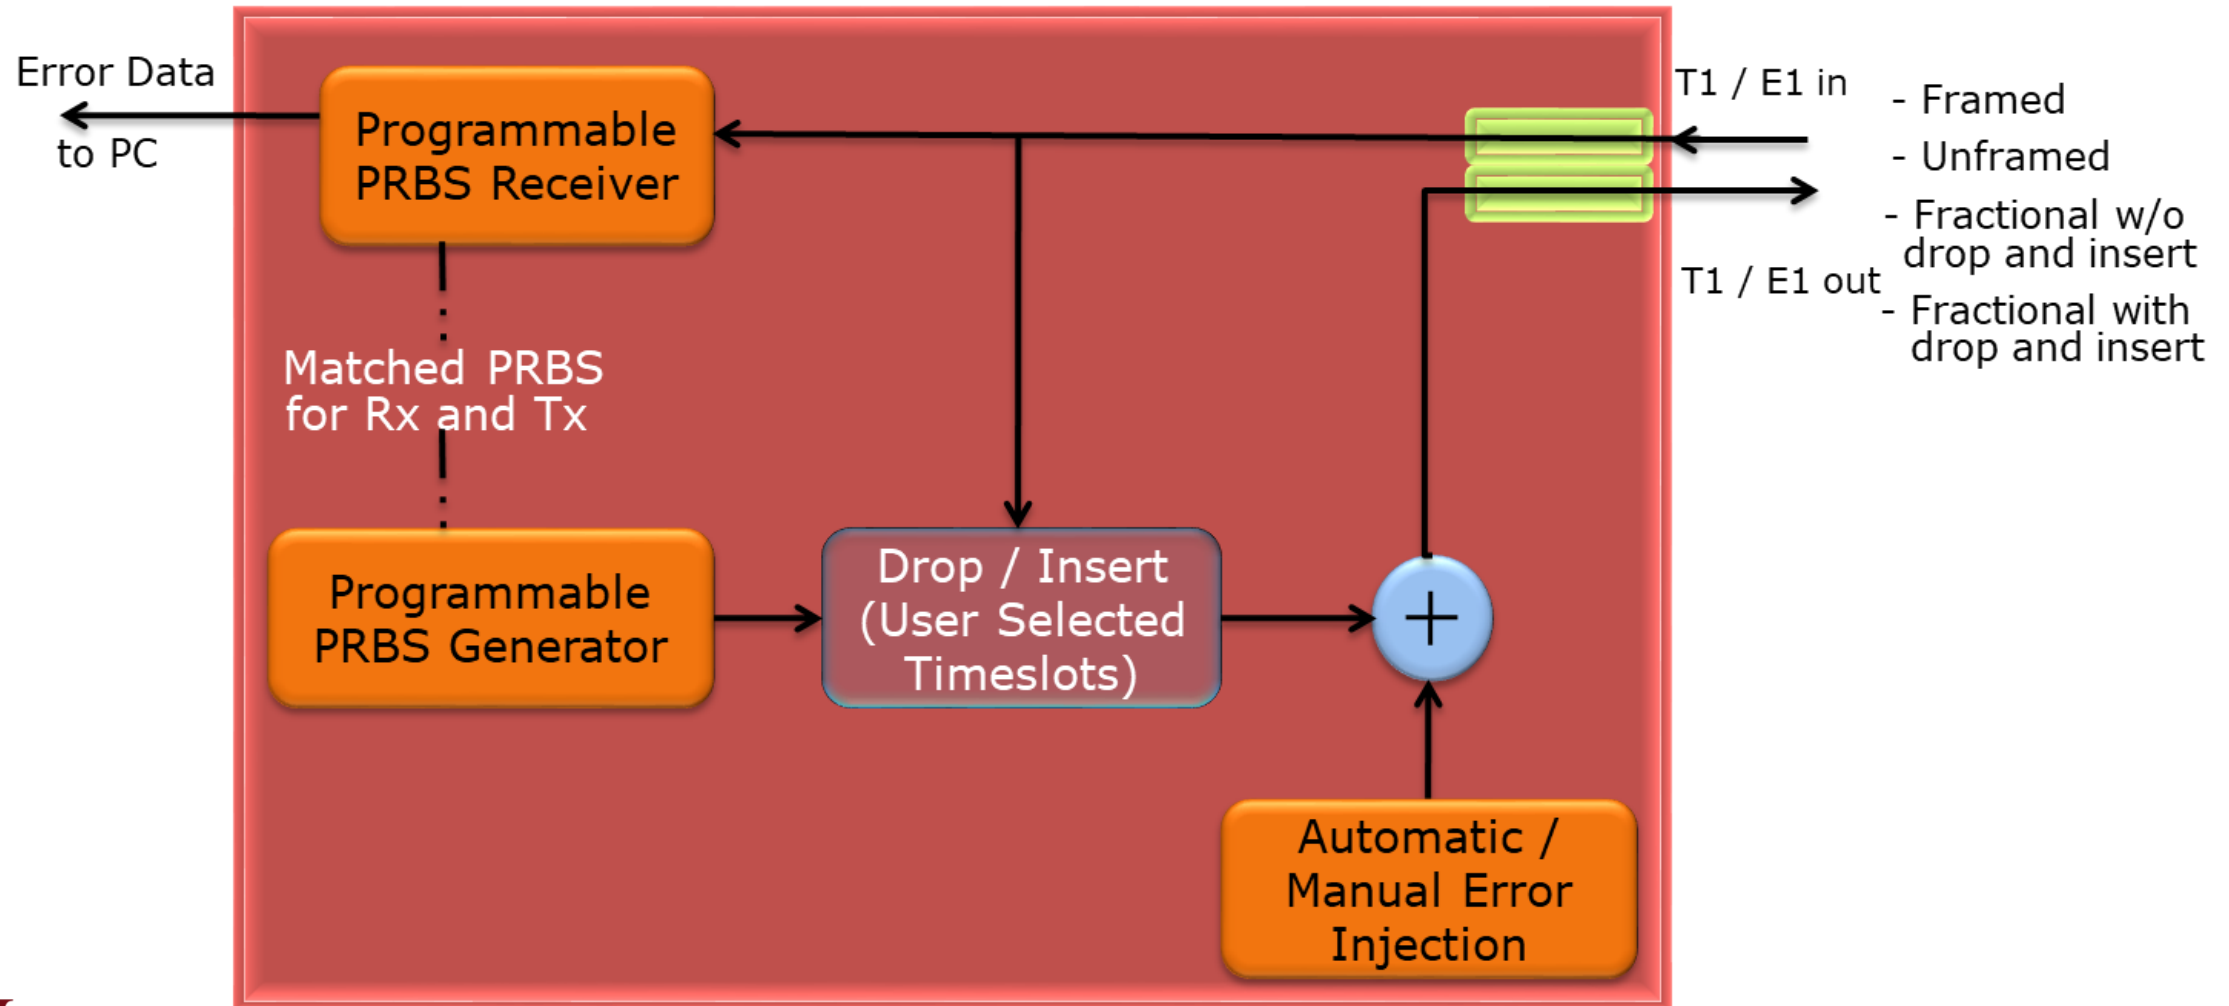 Error Data
to PC
Programmable
PRBS Receiver
T1 / E1 in
T1 / E1 out
- Framed
- Unframed
- Fractional w/o
drop and insert
- Fractional with
drop and insert
Matched PRBS
for Rx and Tx
Programmable
PRBS Generator
Drop / Insert
(User Selected
Timeslots)
+
Automatic /
Manual Error
Injection